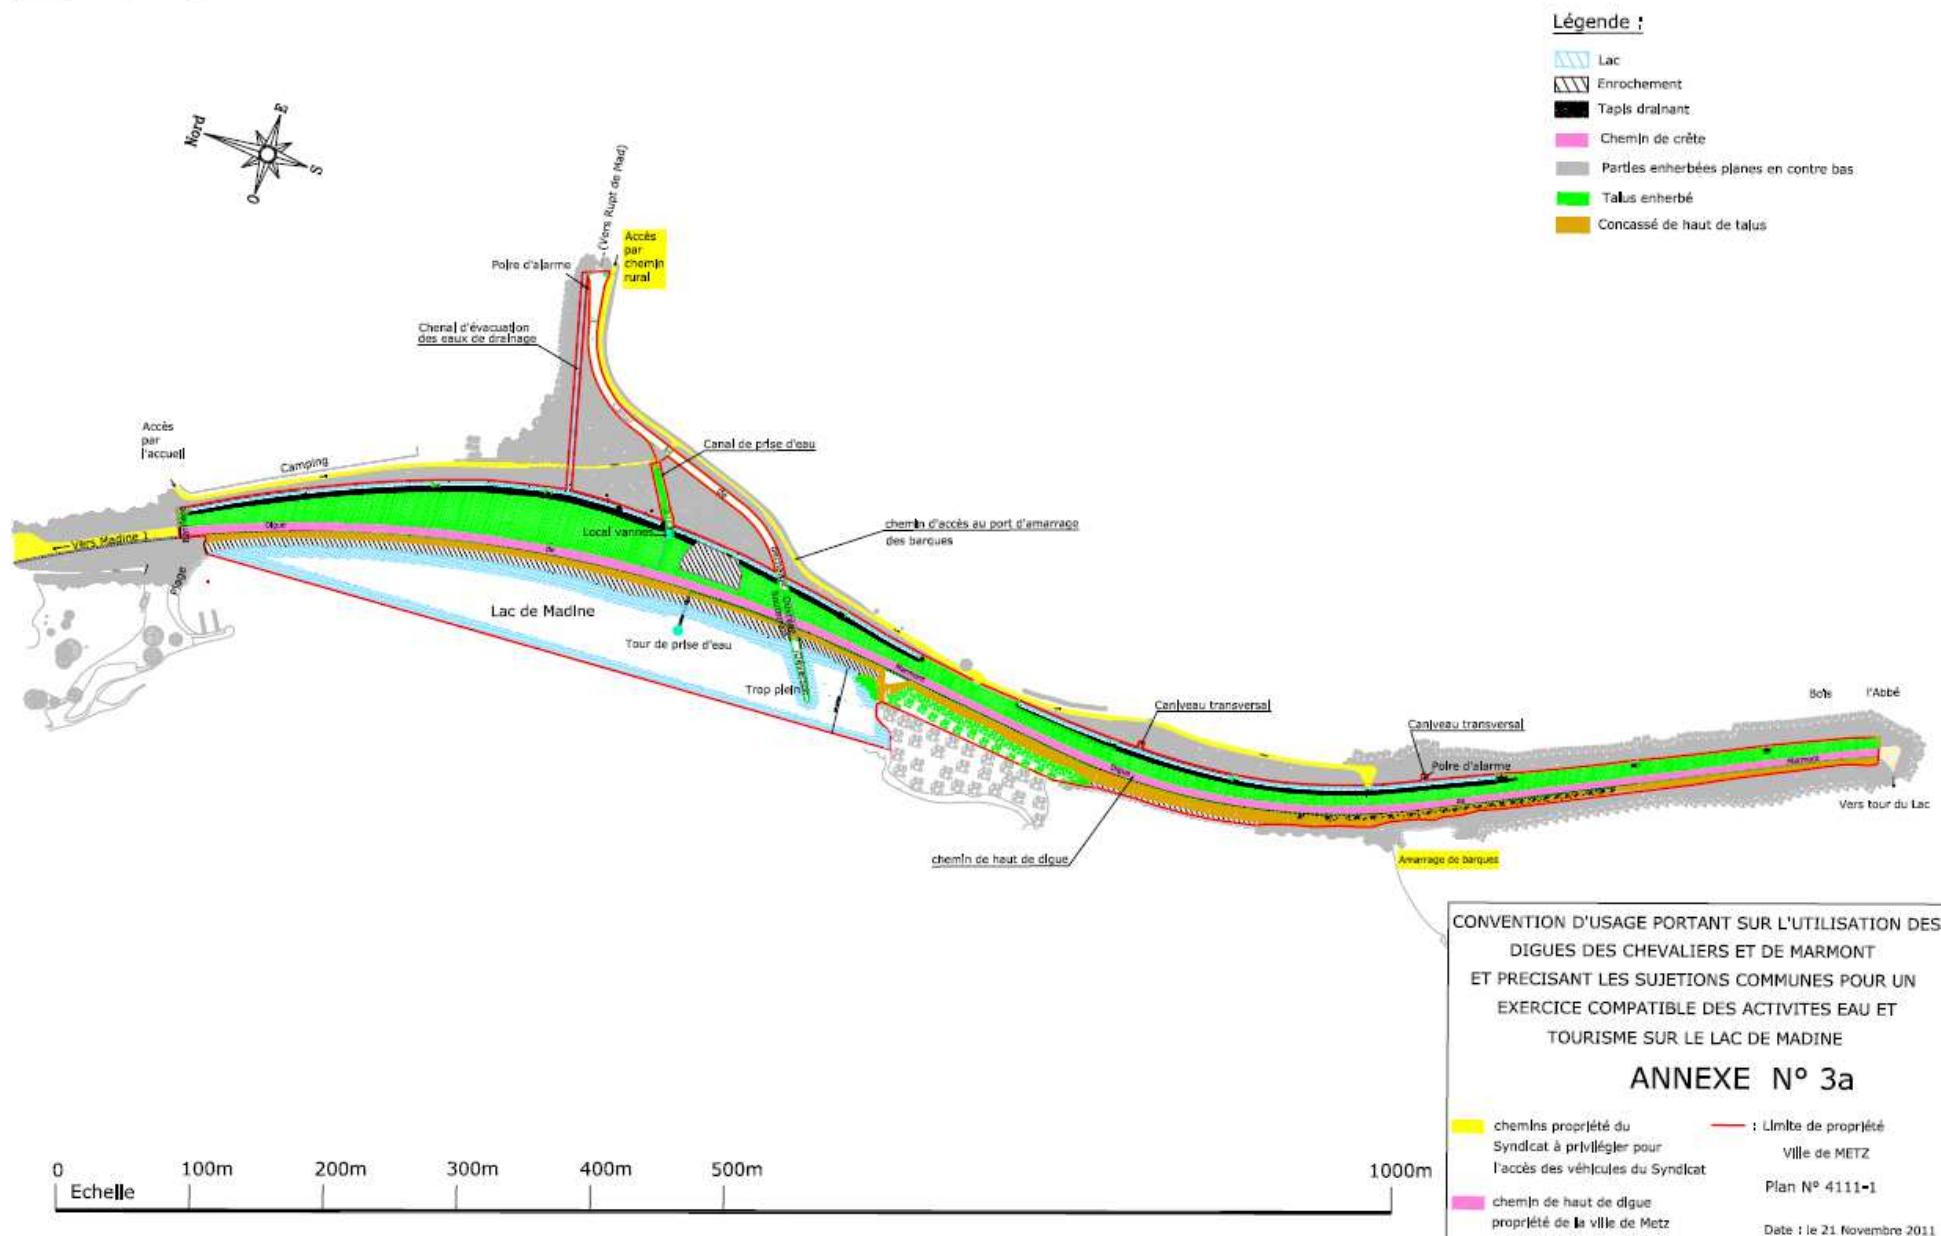 Légende :
Lac
Enrochement
Tapis drainant
Chemin de crête
Parties enherbées planes en contre bas
Talus enherbé
Concassé de haut de talus
Nord
E
S
O
(Vers Rupt de Mad)
Accès
par
chemin
rural
Poire d'alarme
Chenal d'évacuation
des eaux de drainage
Accès
par
l'accueil
Camping
Canal de prise d'eau
chemin d'accès au port d'amarrage
des barques
Vers Madine 1
Digue
De
Local vannes
Plage
Lac de Madine
Tour de prise d'eau
Trop plein
Marmont
Caniveau transversal
Caniveau transversal
Poire d'alarme
Bois l'Abbé
Digue
Marmont
Vers tour du Lac
chemin de haut de digue
Amarrage de barques
CONVENTION D'USAGE PORTANT SUR L'UTILISATION DES
DIGUES DES CHEVALIERS ET DE MARMONT
ET PRECISANT LES SUJETIONS COMMUNES POUR UN
EXERCICE COMPATIBLE DES ACTIVITES EAU ET
TOURISME SUR LE LAC DE MADINE
ANNEXE N° 3a
chemins propriété du
Syndicat à privilégier pour
l'accès des véhicules du Syndicat
: Limite de propriété
Ville de METZ
Plan N° 4111-1
chemin de haut de digue
propriété de la ville de Metz
Date : le 21 Novembre 2011
0 100m 200m 300m 400m 500m 1000m
Echelle